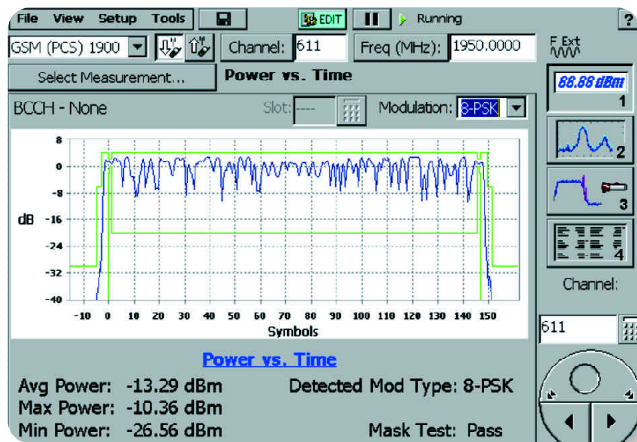 File View Setup Tools EDIT Running ?
GSM (PCS) 1900 Channel: 611 Freq (MHz): 1950.0000 F Ext
Select Measurement... Power vs. Time
88.88 dBm
1
BCCH - None Slot: ---- Modulation: 8-PSK
8
0
-8
-16
-24
-32
-40
dB
-10 0 10 20 30 40 50 60 70 80 90 100 110 120 130 140 150
Symbols
2
3
4
Channel:
611
Power vs. Time
Avg Power: -13.29 dBm Detected Mod Type: 8-PSK
Max Power: -10.36 dBm
Min Power: -26.56 dBm Mask Test: Pass